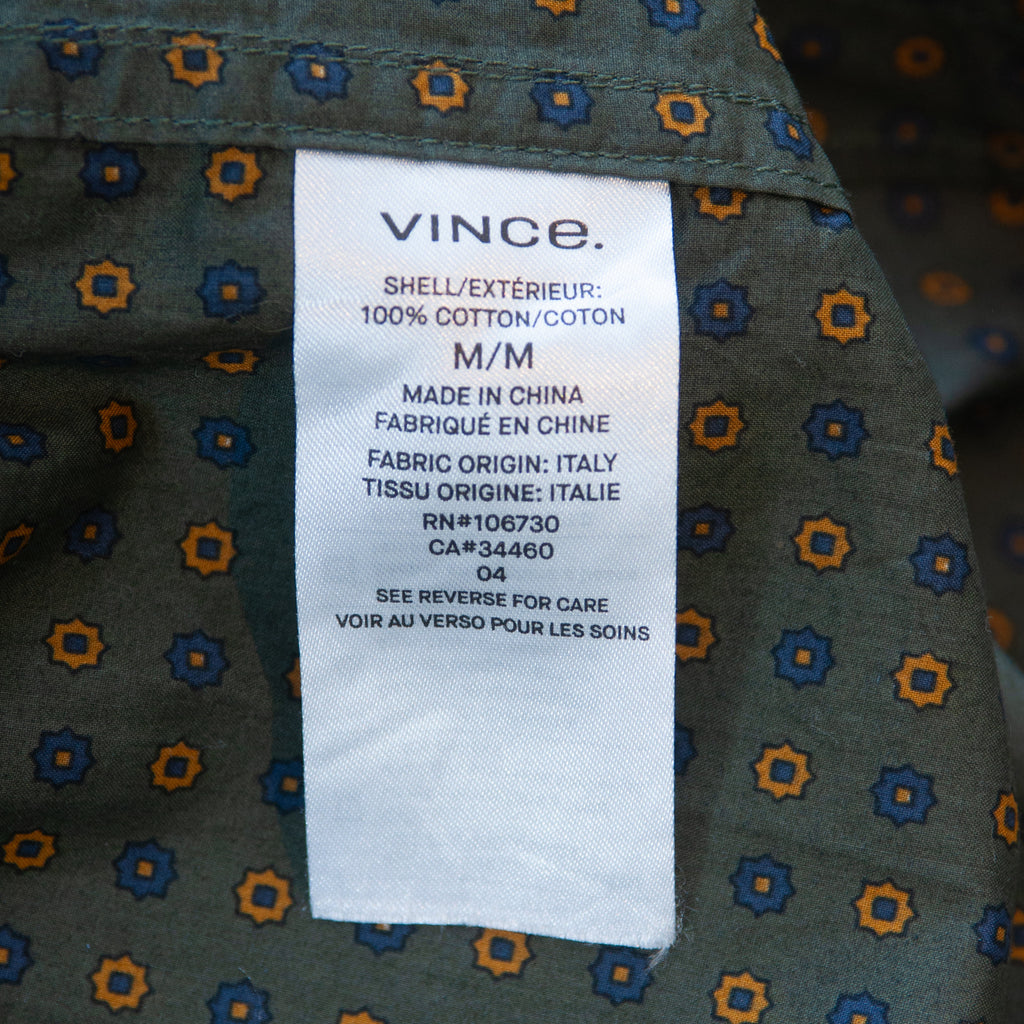 VINCe.
SHELL/EXTÉRIEUR:
100% COTTON/COTON
M/M
MADE IN CHINA
FABRIQUÉ EN CHINE
FABRIC ORIGIN: ITALY
TISSU ORIGINE: ITALIE
RN#106730
CA#34460
04
SEE REVERSE FOR CARE
VOIR AU VERSO POUR LES SOINS